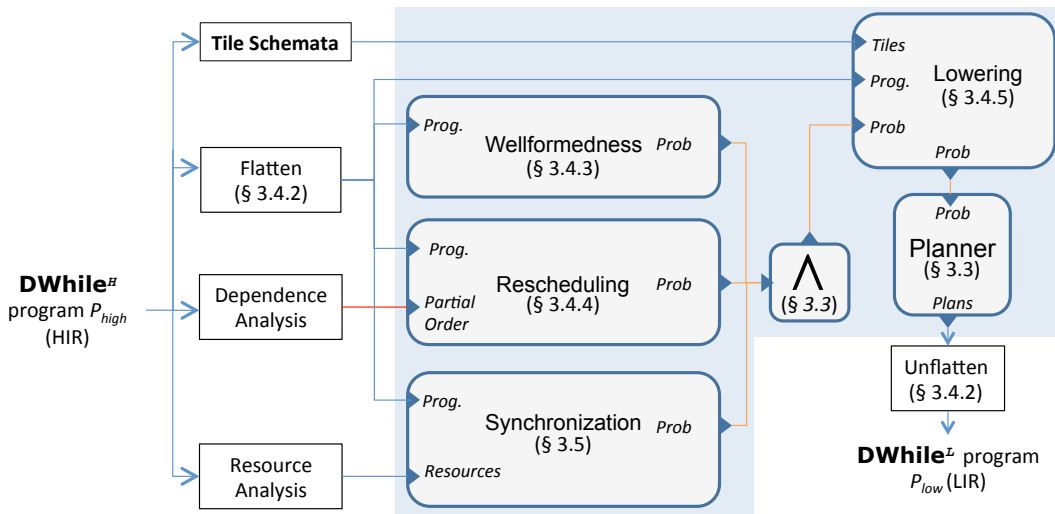 Tile Schemata
Tiles
Lowering
(§ 3.4.5)
Prog.
Prob
Prob
Prog.
Wellformedness
(§ 3.4.3)
Prob
Flatten
(§ 3.4.2)
Prob
Planner
(§ 3.3)
Plans
Prog.
Rescheduling
(§ 3.4.4)
Prob
Partial
Order
Λ
(§ 3.3)
DWhileᴴ
program P_high
(HIR)
Dependence
Analysis
Unflatten
(§ 3.4.2)
Prog.
Synchronization
(§ 3.5)
Prob
Resources
Resource
Analysis
DWhileᴸ program
P_low (LIR)